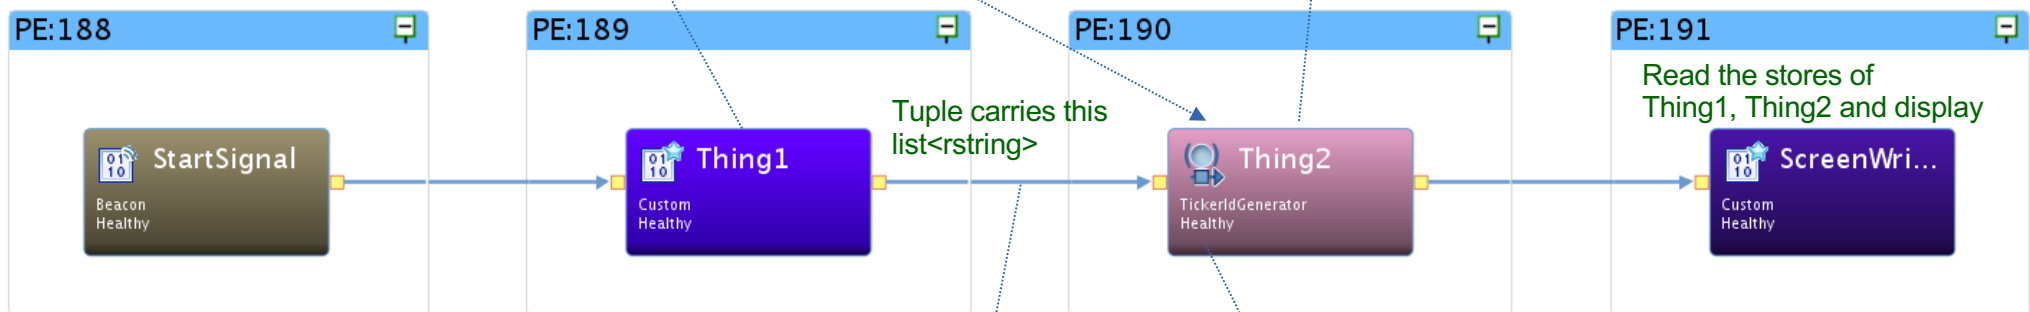 PE:188
StartSignal
Beacon
Healthy
PE:189
Thing1
Custom
Healthy
Tuple carries this
list<rstring>
PE:190
Thing2
TickerIdGenerator
Healthy
PE:191
Read the stores of
Thing1, Thing2 and display
ScreenWri...
Custom
Healthy